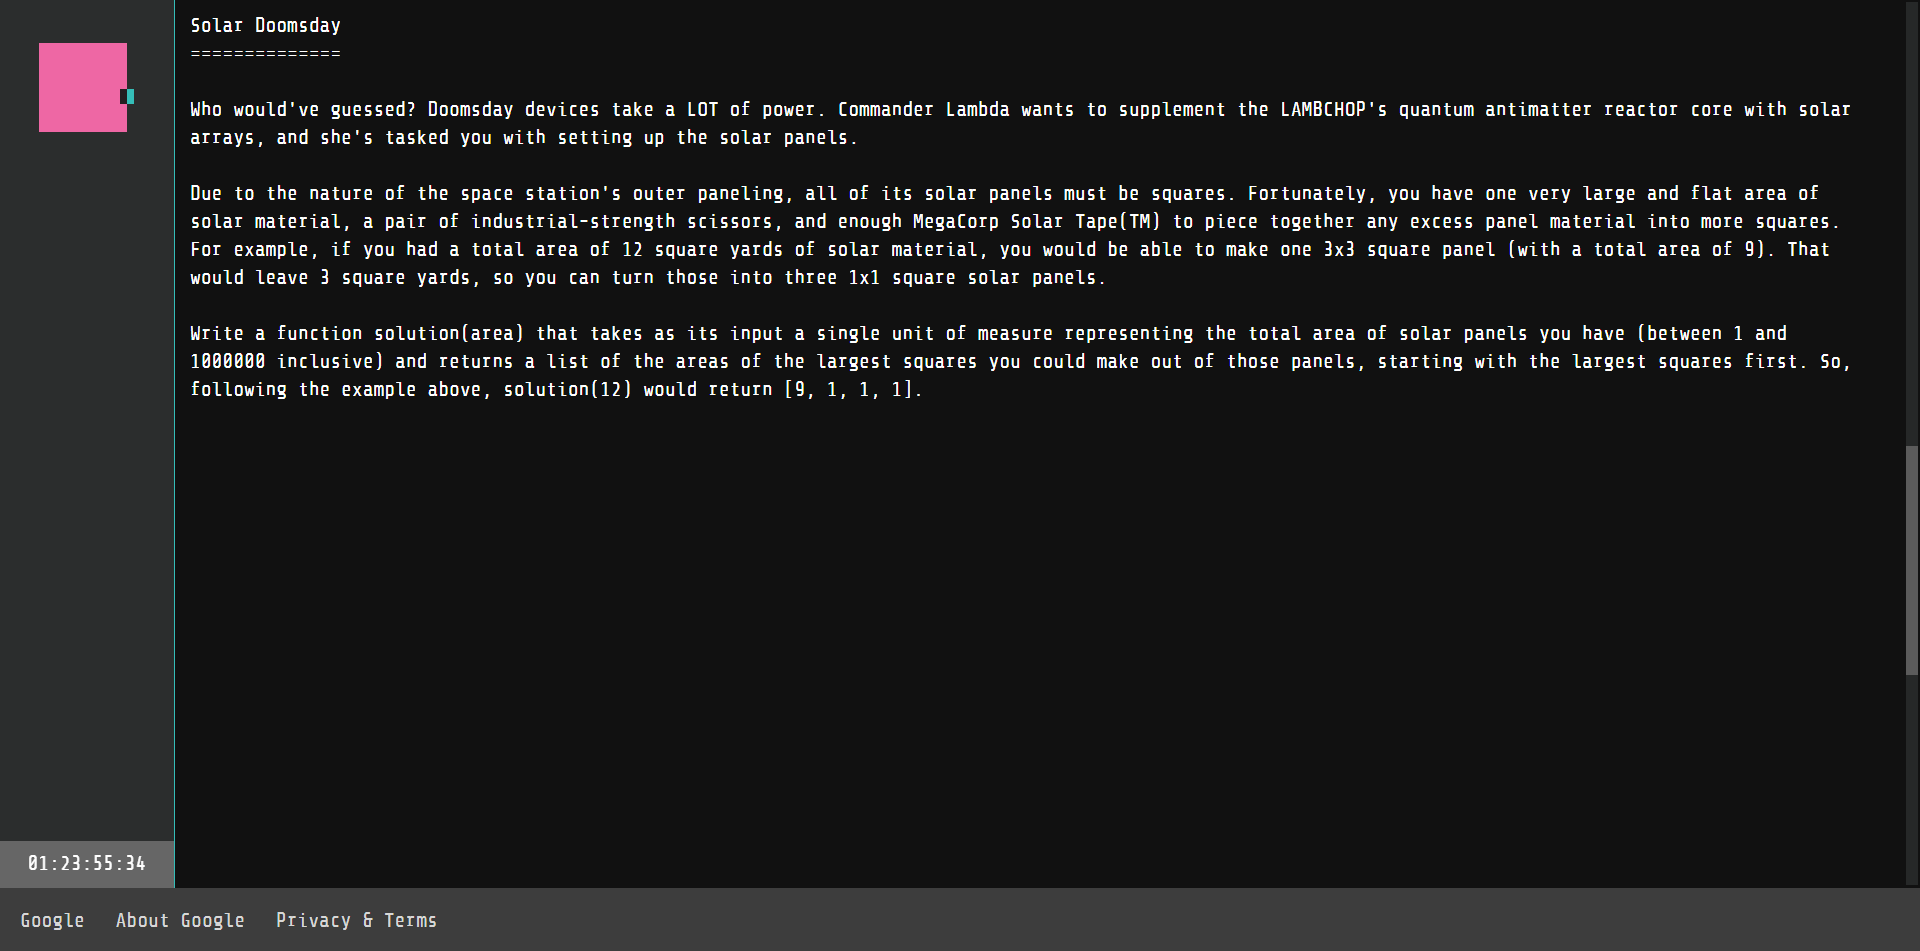 Solar Doomsday
==============
Who would've guessed? Doomsday devices take a LOT of power. Commander Lambda wants to supplement the LAMBCHOP's quantum antimatter reactor core with solar
arrays, and she's tasked you with setting up the solar panels.
Due to the nature of the space station's outer paneling, all of its solar panels must be squares. Fortunately, you have one very large and flat area of
solar material, a pair of industrial-strength scissors, and enough MegaCorp Solar Tape(TM) to piece together any excess panel material into more squares.
For example, if you had a total area of 12 square yards of solar material, you would be able to make one 3x3 square panel (with a total area of 9). That
would leave 3 square yards, so you can turn those into three 1x1 square solar panels.
Write a function solution(area) that takes as its input a single unit of measure representing the total area of solar panels you have (between 1 and
1000000 inclusive) and returns a list of the areas of the largest squares you could make out of those panels, starting with the largest squares first. So,
following the example above, solution(12) would return [9, 1, 1, 1].
01:23:55:34
Google About Google Privacy & Terms